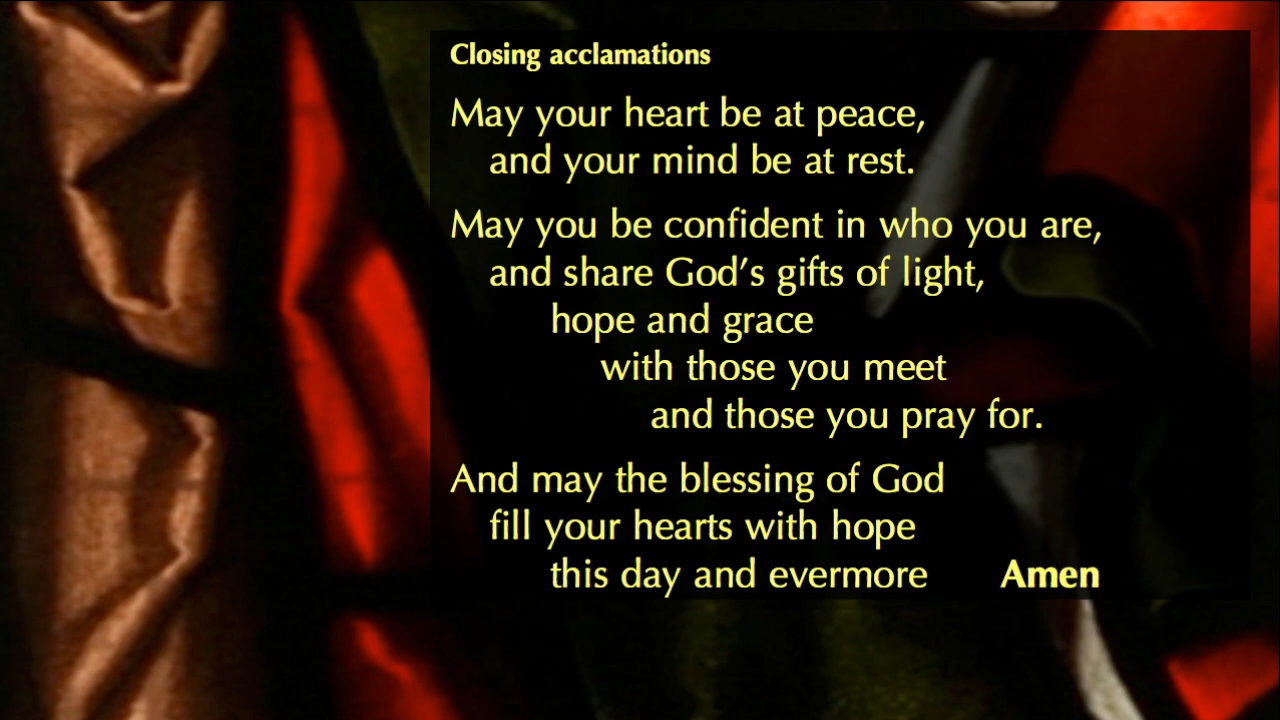 Closing acclamations
May your heart be at peace,
and your mind be at rest.
May you be confident in who you are,
and share God’s gifts of light,
hope and grace
with those you meet
and those you pray for.
And may the blessing of God
fill your hearts with hope
this day and evermore Amen